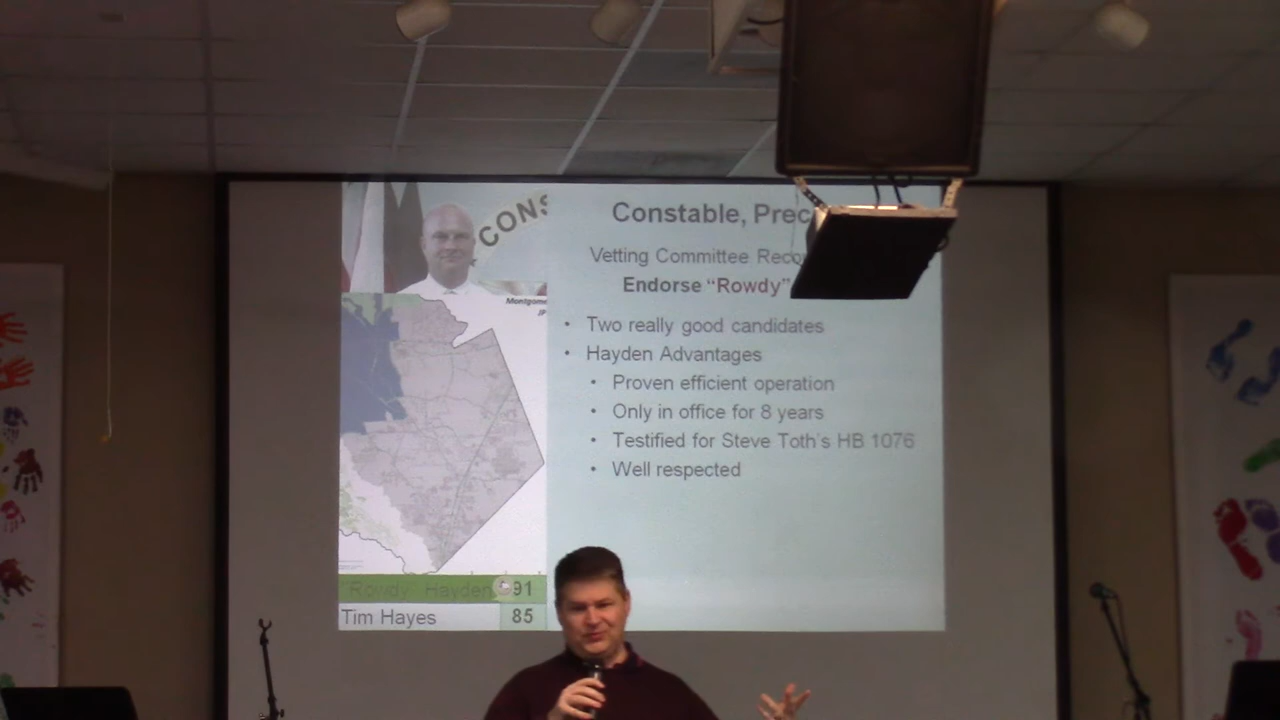 CONS
Montgome
Constable, Prec
Vetting Committee Reco
Endorse “Rowdy”
• Two really good candidates
• Hayden Advantages
• Proven efficient operation
• Only in office for 8 years
• Testified for Steve Toth's HB 1076
• Well respected
"Rowdy" Hayden 91
Tim Hayes 85